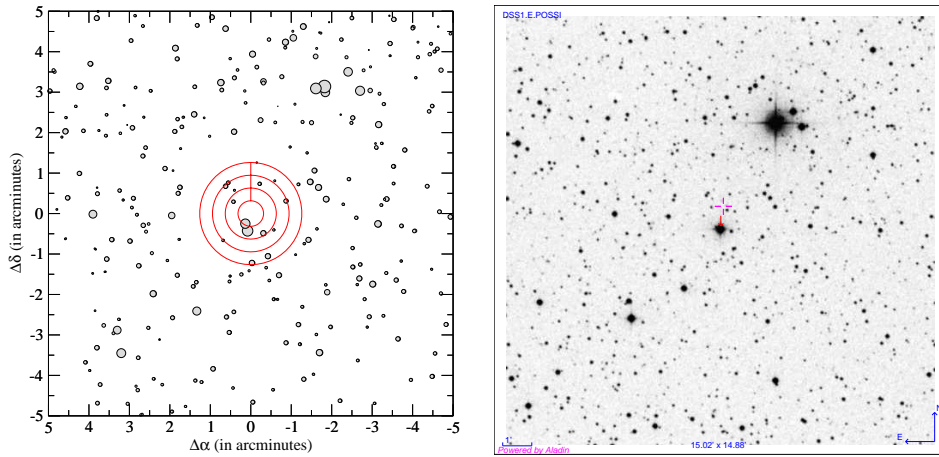 5
4
3
2
1
0
-1
-2
-3
-4
-5
Δδ (in arcminutes)
5 4 3 2 1 0 -1 -2 -3 -4 -5
Δα (in arcminutes)
DSS1.E.POSSI
1'
15.02' x 14.88'
N
E
Powered by Aladin